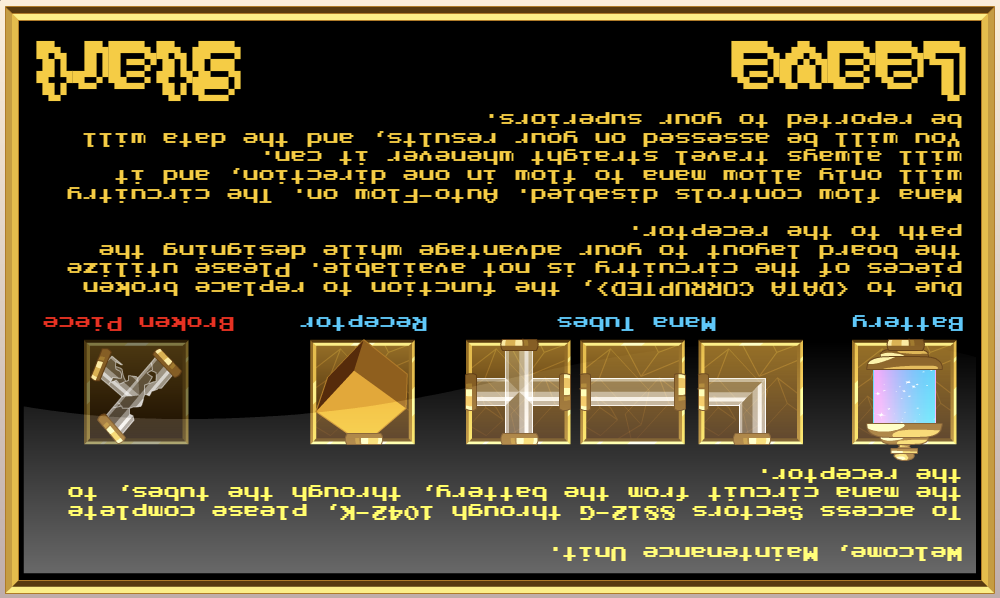 Welcome, Maintenance Unit.
To access Sectors 8812-G through 1042-K, please complete
the mana circuit from the battery, through the tubes, to
the receptor.
Battery Mana Tubes Receptor Broken Piece
Due to <DATA CORRUPTED>, the function to replace broken
pieces of the circuitry is not available. Please utilize
the board layout to your advantage while designing the
path to the receptor.
Mana flow controls disabled. Auto-Flow on. The circuitry
will only allow mana to flow in one direction, and it
will always travel straight whenever it can.
You will be assessed on your results, and the data will
be reported to your superiors.
Leave Start